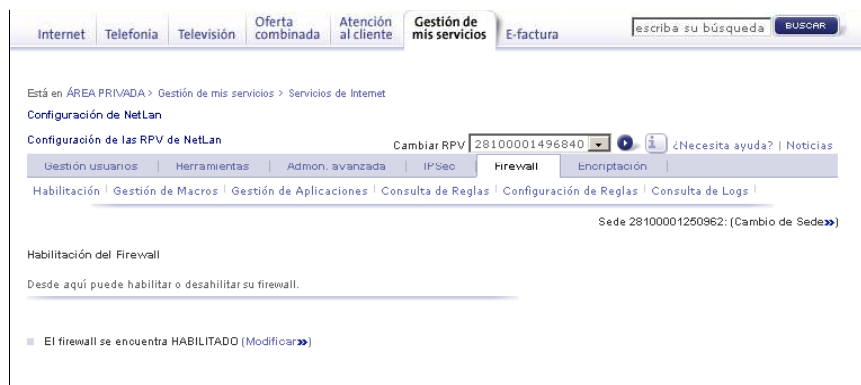 Internet Telefonía Televisión Oferta combinada Atención al cliente Gestión de mis servicios E-factura escriba su búsqueda BUSCAR
Está en ÁREA PRIVADA > Gestión de mis servicios > Servicios de Internet
Configuración de NetLan
Configuración de las RPV de NetLan Cambiar RPV 28100001496840 i ¿Necesita ayuda? | Noticias
Gestión usuarios | Herramientas | Admon. avanzada | IPSec | Firewall Encriptación |
Habilitación | Gestión de Macros | Gestión de Aplicaciones | Consulta de Reglas | Configuración de Reglas | Consulta de Logs |
Sede 28100001250962: (Cambio de Sede»)
Habilitación del Firewall
Desde aquí puede habilitar o desahilitar su firewall.
El firewall se encuentra HABILITADO (Modificar»)